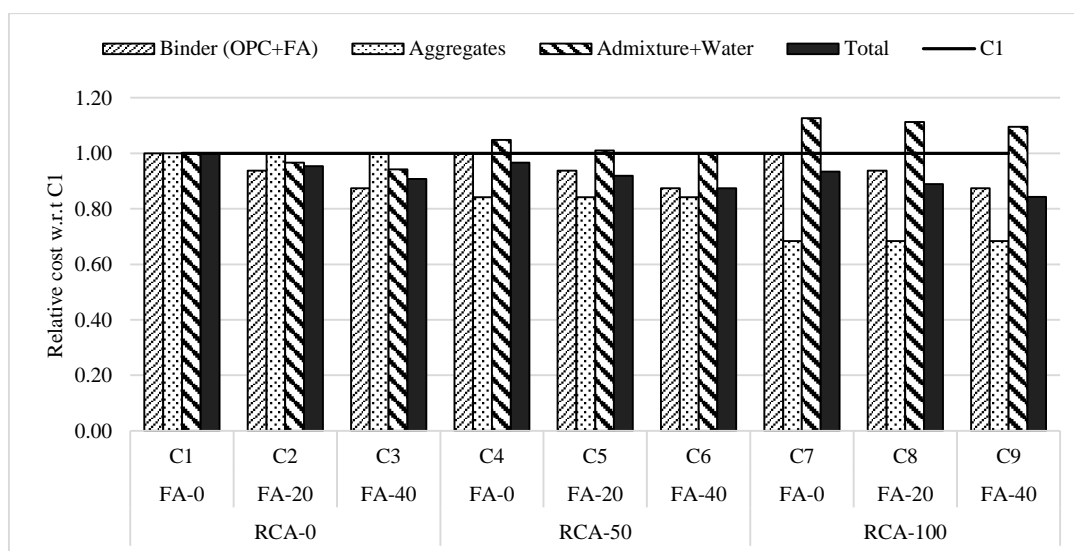 Binder (OPC+FA) Aggregates Admixture+Water Total C1
Relative cost w.r.t C1
1.20
1.00
0.80
0.60
0.40
0.20
0.00
C1 C2 C3 C4 C5 C6 C7 C8 C9
FA-0 FA-20 FA-40 FA-0 FA-20 FA-40 FA-0 FA-20 FA-40
RCA-0 RCA-50 RCA-100